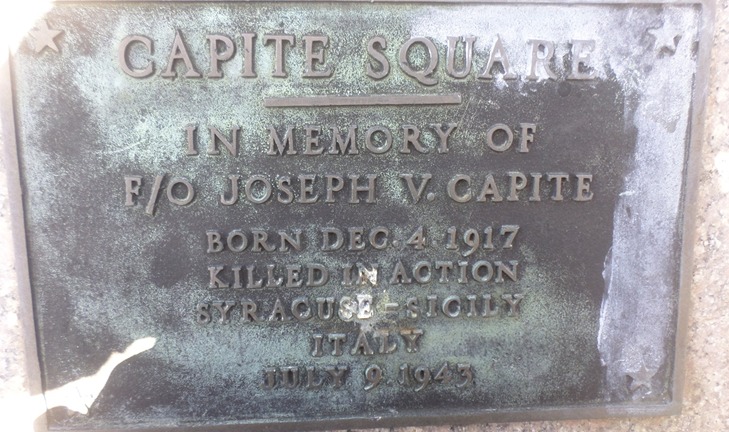 CAPITE SQUARE
IN MEMORY OF
F/O JOSEPH V. CAPITE
BORN DEC. 4. 1917
KILLED IN ACTION
SYRACUSE = SICILY
ITALY
JULY 9. 1943